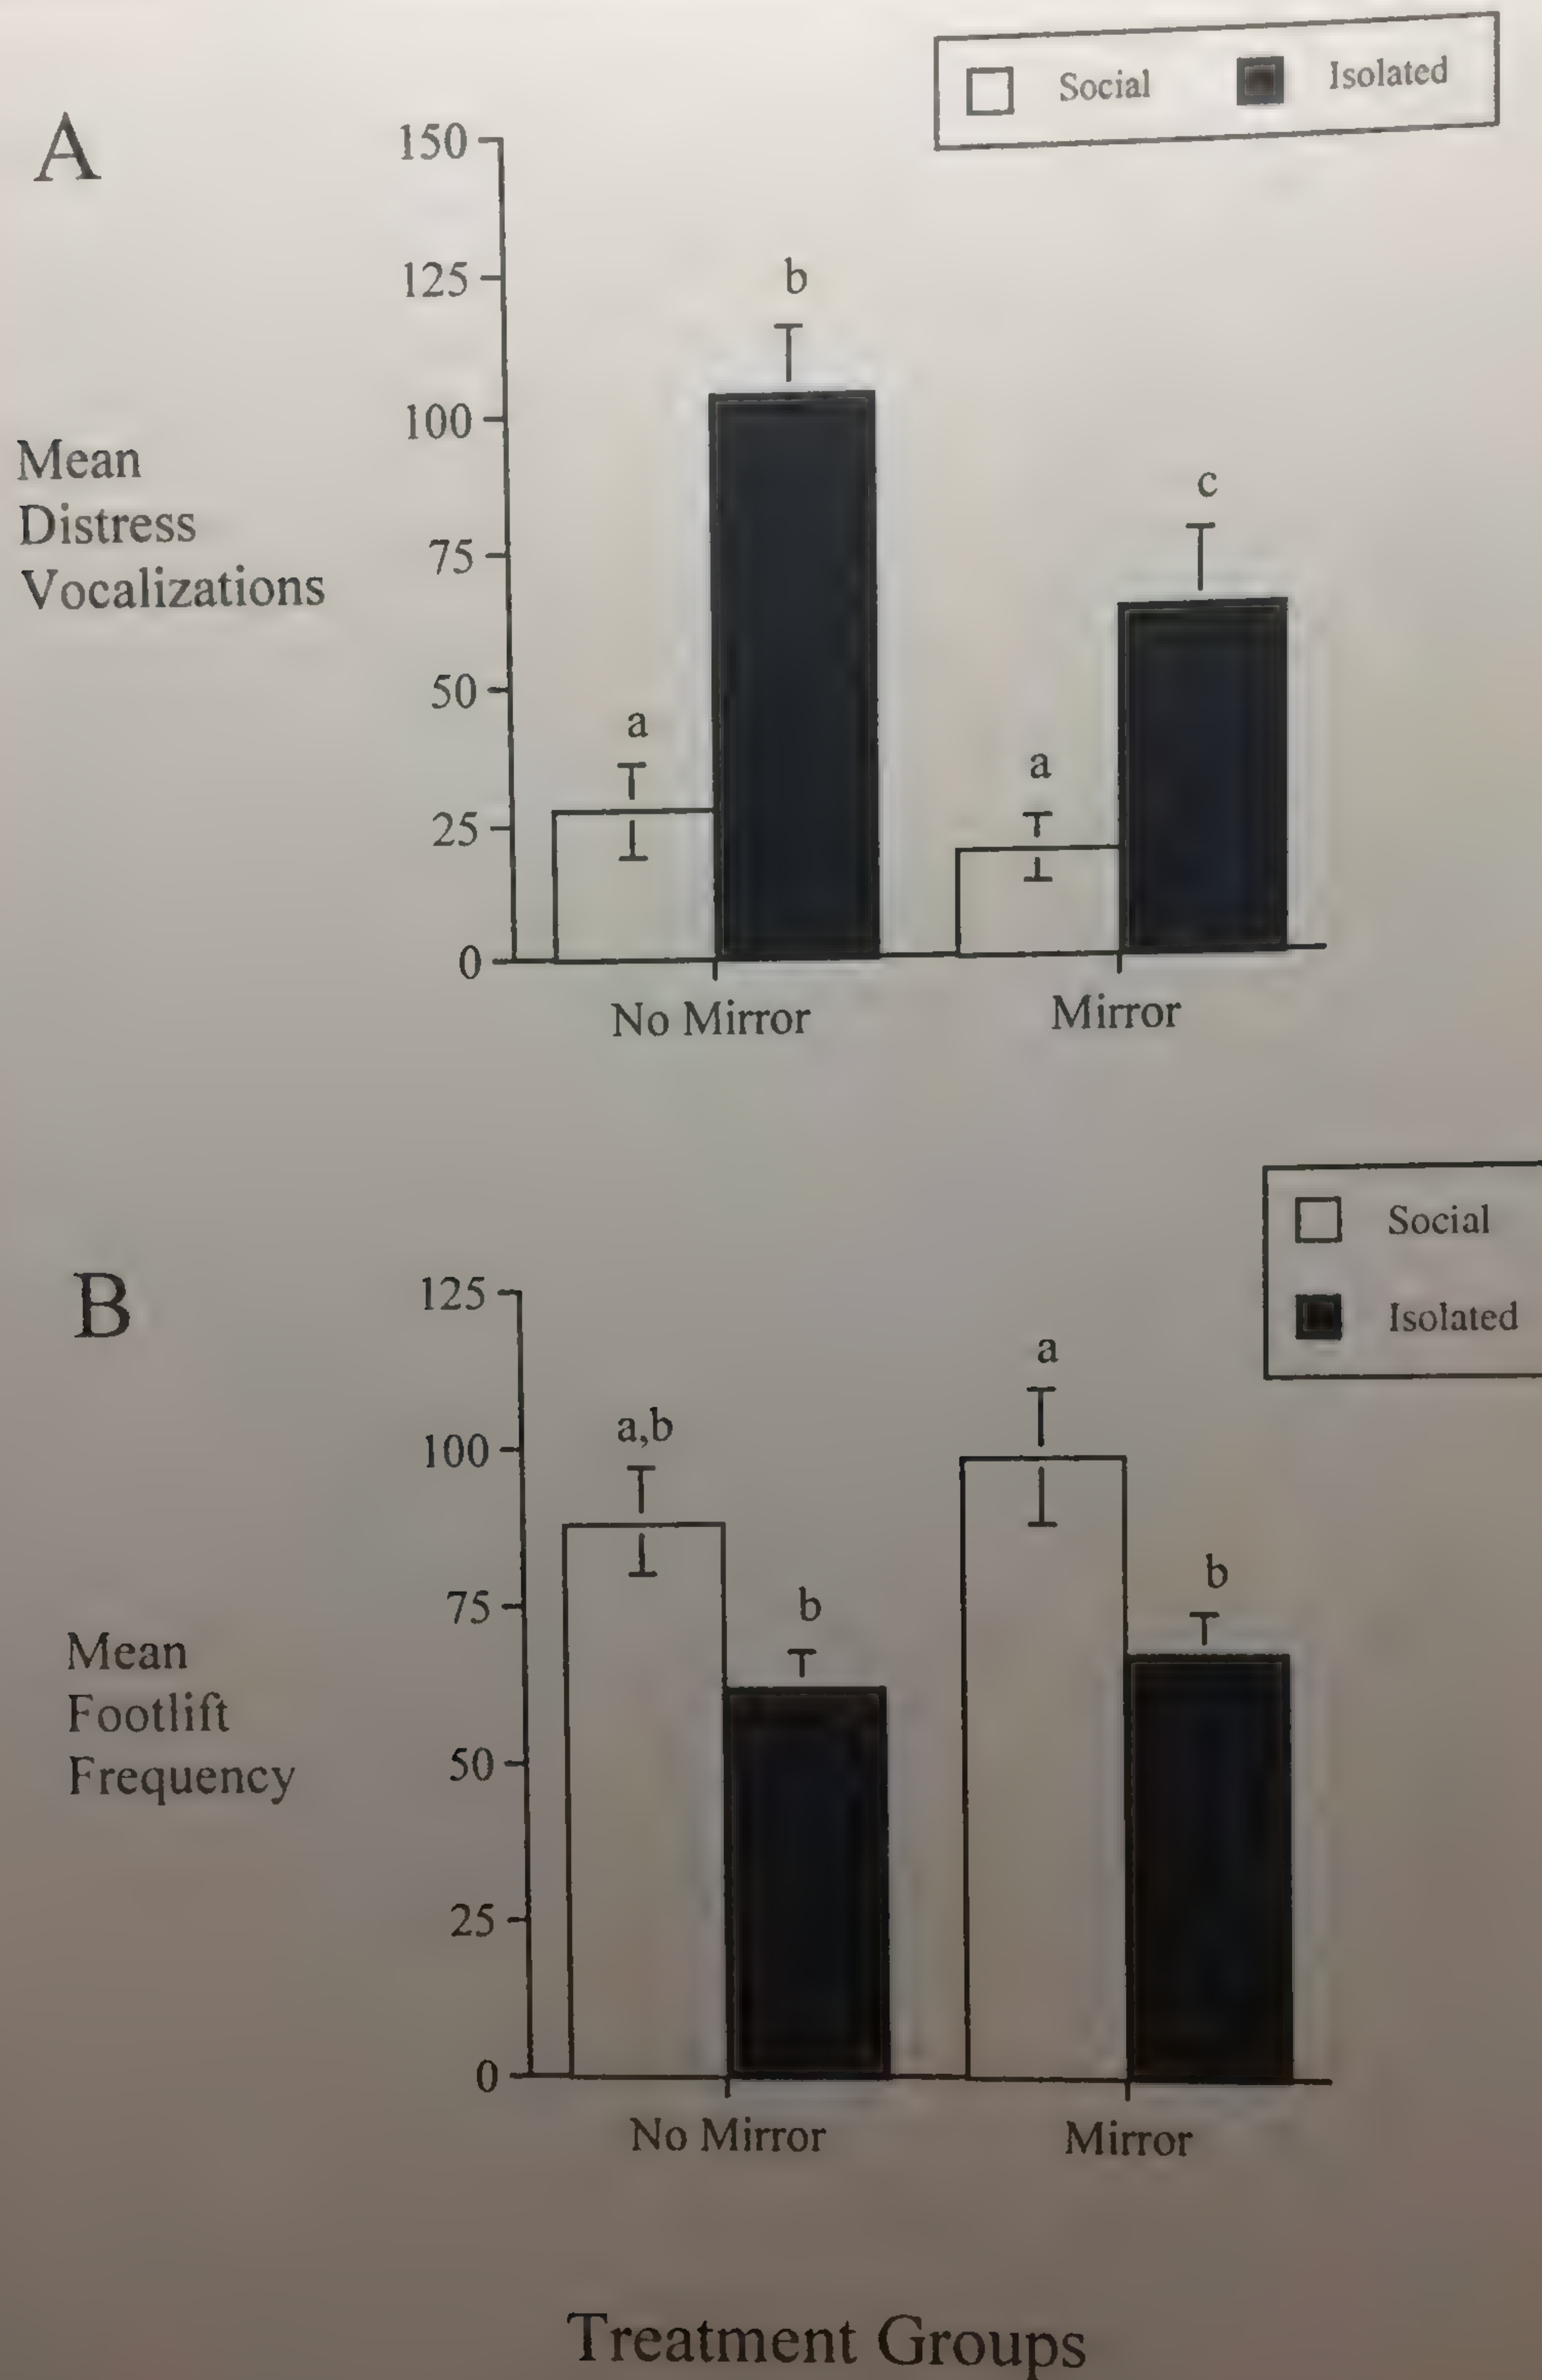 Social Isolated
A
150
125
100
75
50
25
0
Mean
Distress
Vocalizations
b
c
a
a
No Mirror Mirror
Social
Isolated
B
125
100
75
50
25
0
Mean
Footlift
Frequency
a
a,b
b
b
No Mirror Mirror
Treatment Groups